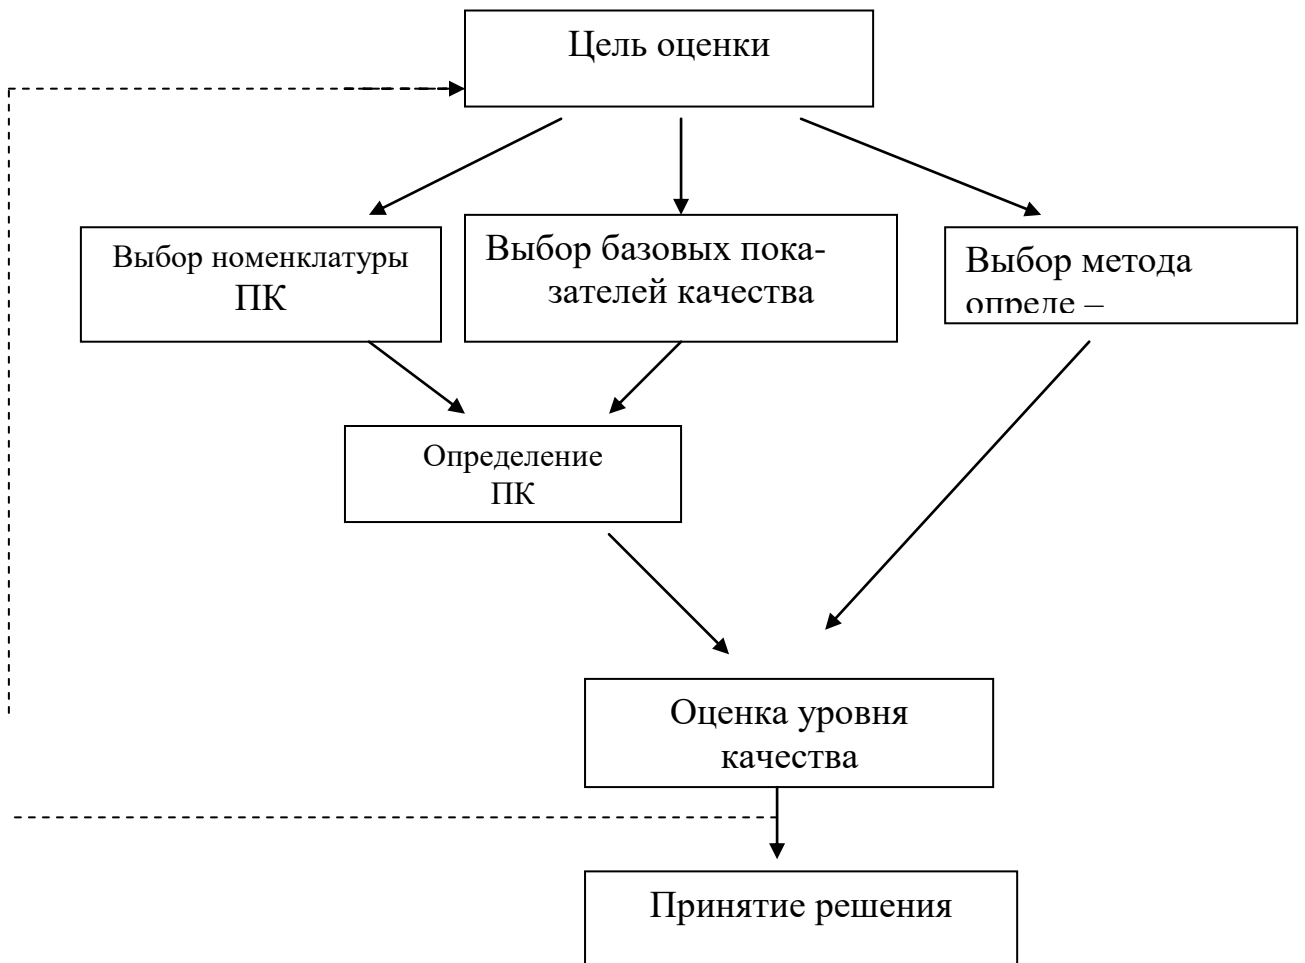 Цель оценки
Выбор номенклатуры
ПК
Выбор базовых пока-
зателей качества
Выбор метода
опреде –
Определение
ПК
Оценка уровня
качества
Принятие решения